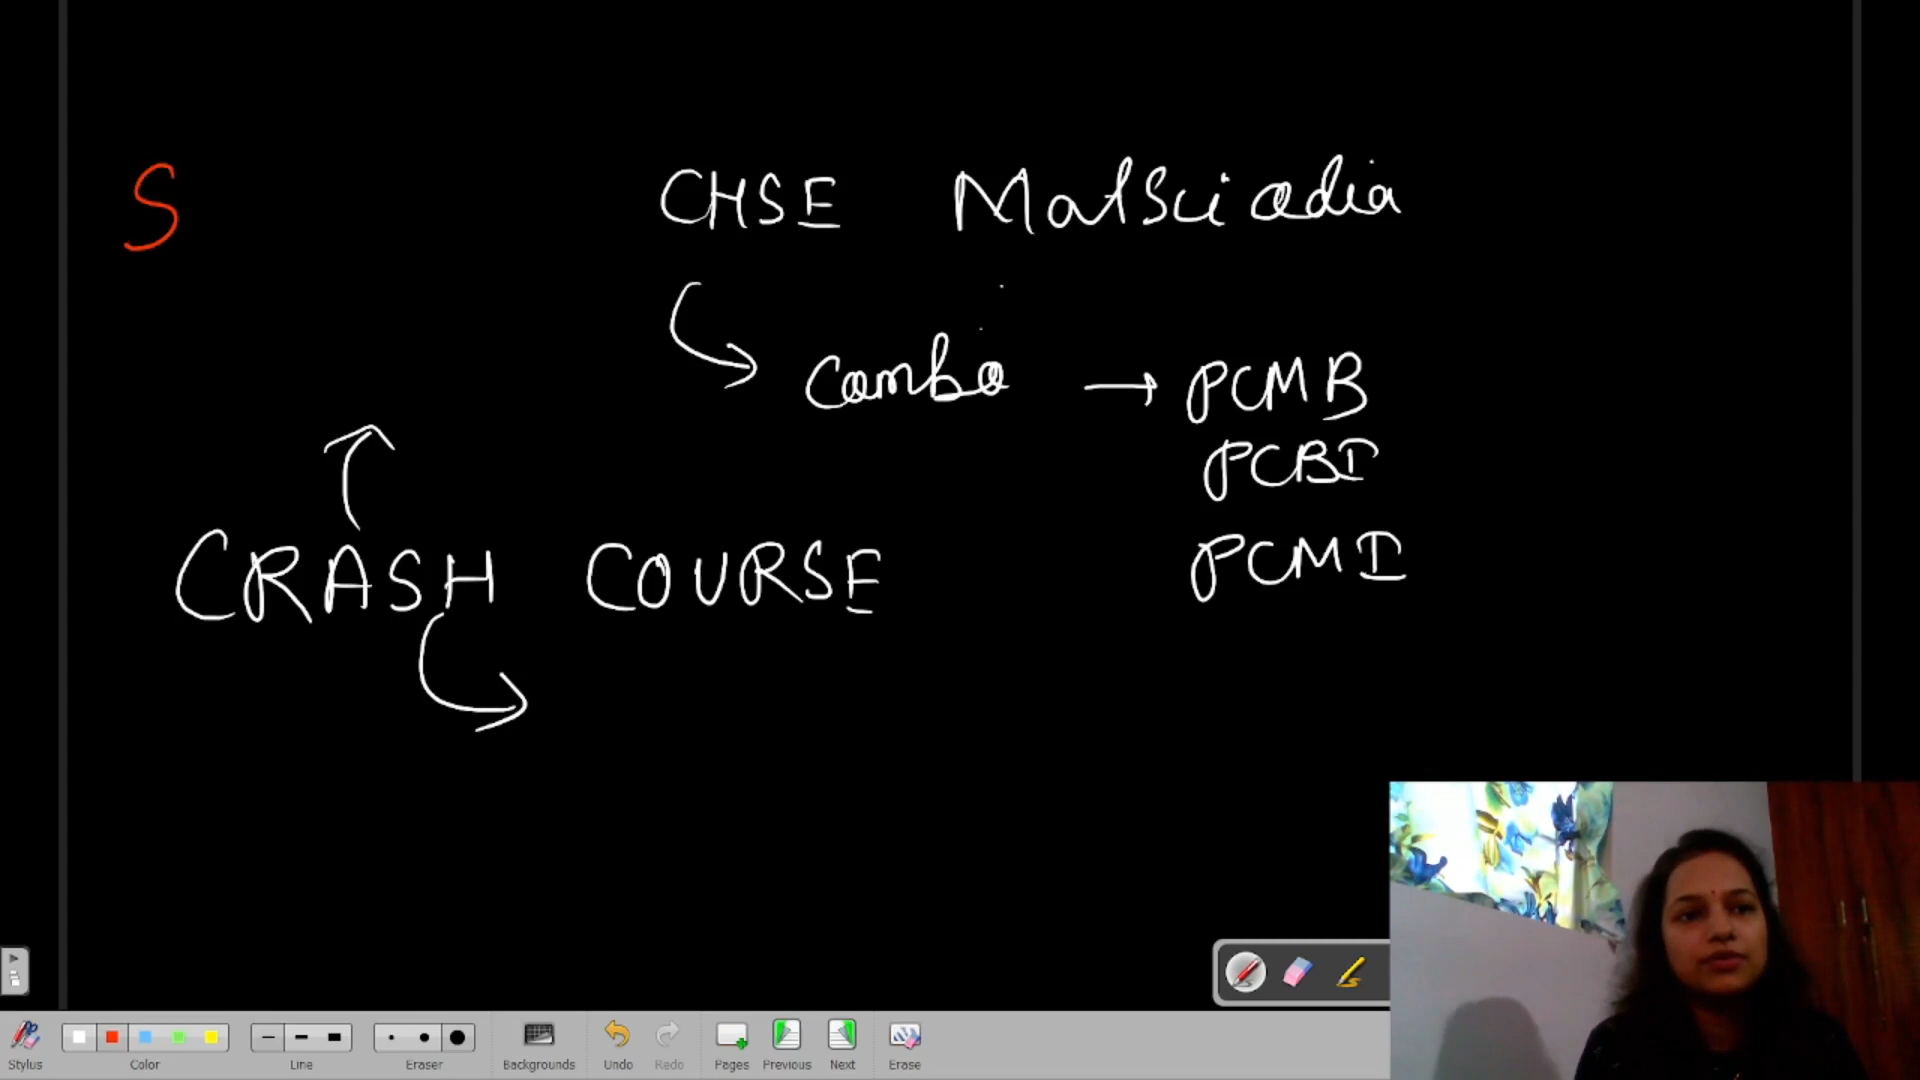 S
CHSE Matsciadia
Combo → PCMB
PCBI
PCMI
CRASH COURSE
Stylus Color Line Eraser Backgrounds Undo Redo Pages Previous Next Erase